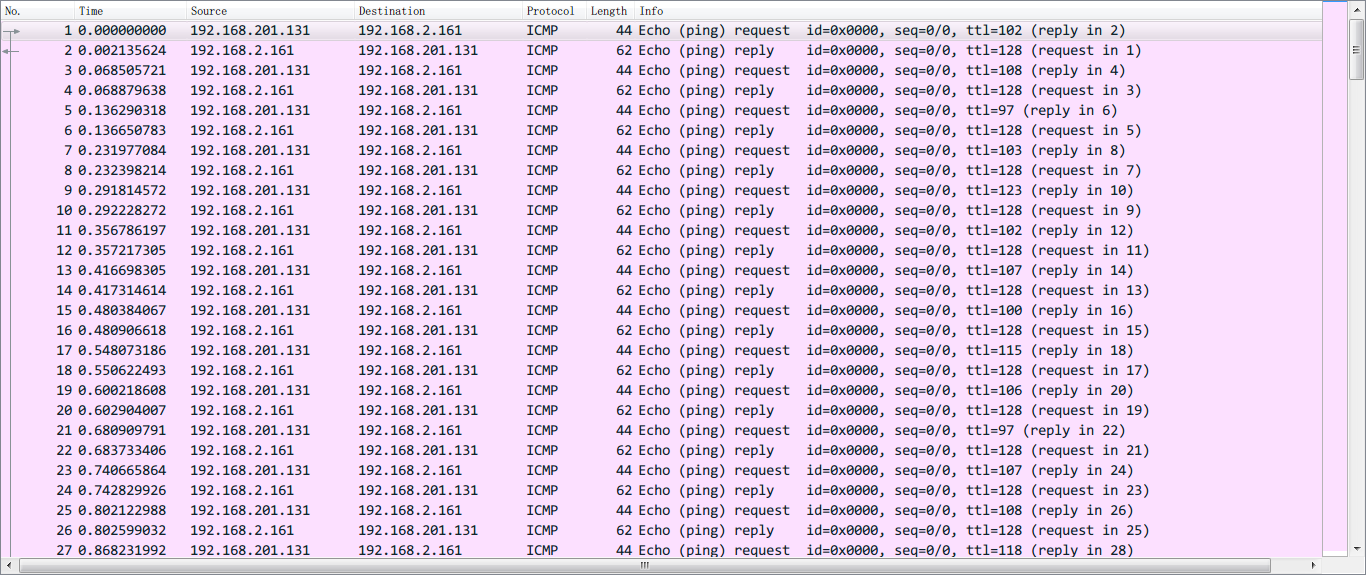 No. Time Source Destination Protocol Length Info
1 0.000000000 192.168.201.131 192.168.2.161 ICMP 44 Echo (ping) request id=0x0000, seq=0/0, ttl=102 (reply in 2)
2 0.002135624 192.168.2.161 192.168.201.131 ICMP 62 Echo (ping) reply id=0x0000, seq=0/0, ttl=128 (request in 1)
3 0.068505721 192.168.201.131 192.168.2.161 ICMP 44 Echo (ping) request id=0x0000, seq=0/0, ttl=108 (reply in 4)
4 0.068879638 192.168.2.161 192.168.201.131 ICMP 62 Echo (ping) reply id=0x0000, seq=0/0, ttl=128 (request in 3)
5 0.136290318 192.168.201.131 192.168.2.161 ICMP 44 Echo (ping) request id=0x0000, seq=0/0, ttl=97 (reply in 6)
6 0.136650783 192.168.2.161 192.168.201.131 ICMP 62 Echo (ping) reply id=0x0000, seq=0/0, ttl=128 (request in 5)
7 0.231977084 192.168.201.131 192.168.2.161 ICMP 44 Echo (ping) request id=0x0000, seq=0/0, ttl=103 (reply in 8)
8 0.232398214 192.168.2.161 192.168.201.131 ICMP 62 Echo (ping) reply id=0x0000, seq=0/0, ttl=128 (request in 7)
9 0.291814572 192.168.201.131 192.168.2.161 ICMP 44 Echo (ping) request id=0x0000, seq=0/0, ttl=123 (reply in 10)
10 0.292228272 192.168.2.161 192.168.201.131 ICMP 62 Echo (ping) reply id=0x0000, seq=0/0, ttl=128 (request in 9)
11 0.356786197 192.168.201.131 192.168.2.161 ICMP 44 Echo (ping) request id=0x0000, seq=0/0, ttl=102 (reply in 12)
12 0.357217305 192.168.2.161 192.168.201.131 ICMP 62 Echo (ping) reply id=0x0000, seq=0/0, ttl=128 (request in 11)
13 0.416698305 192.168.201.131 192.168.2.161 ICMP 44 Echo (ping) request id=0x0000, seq=0/0, ttl=107 (reply in 14)
14 0.417314614 192.168.2.161 192.168.201.131 ICMP 62 Echo (ping) reply id=0x0000, seq=0/0, ttl=128 (request in 13)
15 0.480384067 192.168.201.131 192.168.2.161 ICMP 44 Echo (ping) request id=0x0000, seq=0/0, ttl=100 (reply in 16)
16 0.480906618 192.168.2.161 192.168.201.131 ICMP 62 Echo (ping) reply id=0x0000, seq=0/0, ttl=128 (request in 15)
17 0.548073186 192.168.201.131 192.168.2.161 ICMP 44 Echo (ping) request id=0x0000, seq=0/0, ttl=115 (reply in 18)
18 0.550622493 192.168.2.161 192.168.201.131 ICMP 62 Echo (ping) reply id=0x0000, seq=0/0, ttl=128 (request in 17)
19 0.600218608 192.168.201.131 192.168.2.161 ICMP 44 Echo (ping) request id=0x0000, seq=0/0, ttl=106 (reply in 20)
20 0.602904007 192.168.2.161 192.168.201.131 ICMP 62 Echo (ping) reply id=0x0000, seq=0/0, ttl=128 (request in 19)
21 0.680909791 192.168.201.131 192.168.2.161 ICMP 44 Echo (ping) request id=0x0000, seq=0/0, ttl=97 (reply in 22)
22 0.683733406 192.168.2.161 192.168.201.131 ICMP 62 Echo (ping) reply id=0x0000, seq=0/0, ttl=128 (request in 21)
23 0.740665864 192.168.201.131 192.168.2.161 ICMP 44 Echo (ping) request id=0x0000, seq=0/0, ttl=107 (reply in 24)
24 0.742829926 192.168.2.161 192.168.201.131 ICMP 62 Echo (ping) reply id=0x0000, seq=0/0, ttl=128 (request in 23)
25 0.802122988 192.168.201.131 192.168.2.161 ICMP 44 Echo (ping) request id=0x0000, seq=0/0, ttl=108 (reply in 26)
26 0.802599032 192.168.2.161 192.168.201.131 ICMP 62 Echo (ping) reply id=0x0000, seq=0/0, ttl=128 (request in 25)
27 0.868231992 192.168.201.131 192.168.2.161 ICMP 44 Echo (ping) request id=0x0000, seq=0/0, ttl=118 (reply in 28)